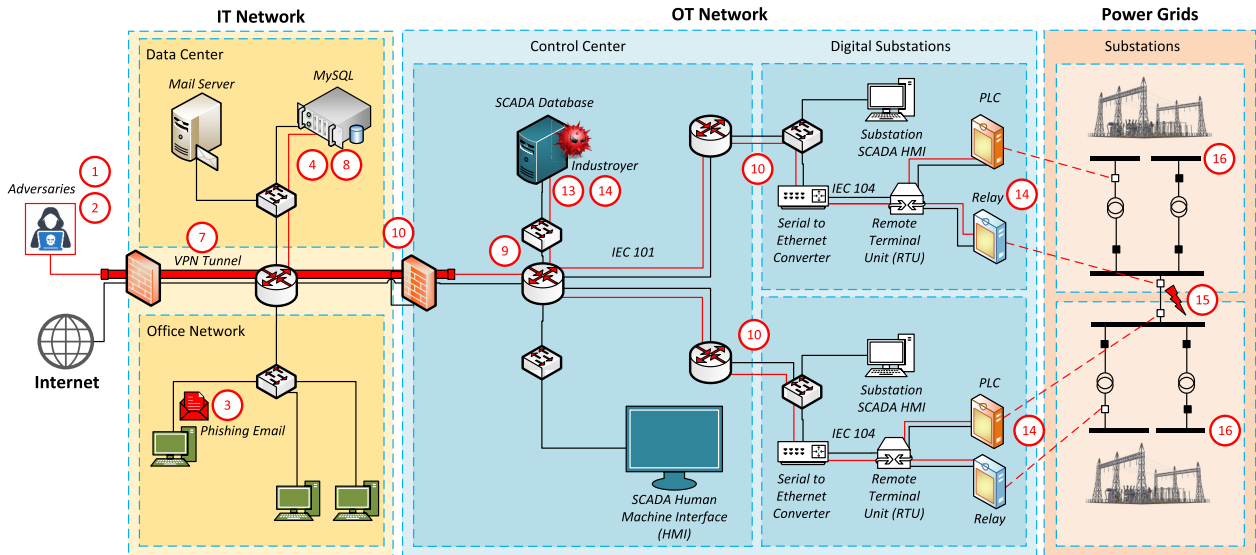 IT Network
OT Network
Power Grids
Data Center
Mail Server
MySQL
4
8
1
Adversaries
2
7
VPN Tunnel
10
Internet
Office Network
3
Phishing Email
Control Center
SCADA Database
Industroyer
13
14
9
IEC 101
10
10
SCADA Human
Machine Interface
(HMI)
Digital Substations
Substation
SCADA HMI
PLC
IEC 104
Relay
14
Serial to
Ethernet
Converter
Remote
Terminal
Unit (RTU)
Substation
SCADA HMI
PLC
IEC 104
14
Serial to
Ethernet
Converter
Remote
Terminal
Unit (RTU)
Relay
Substations
16
15
16